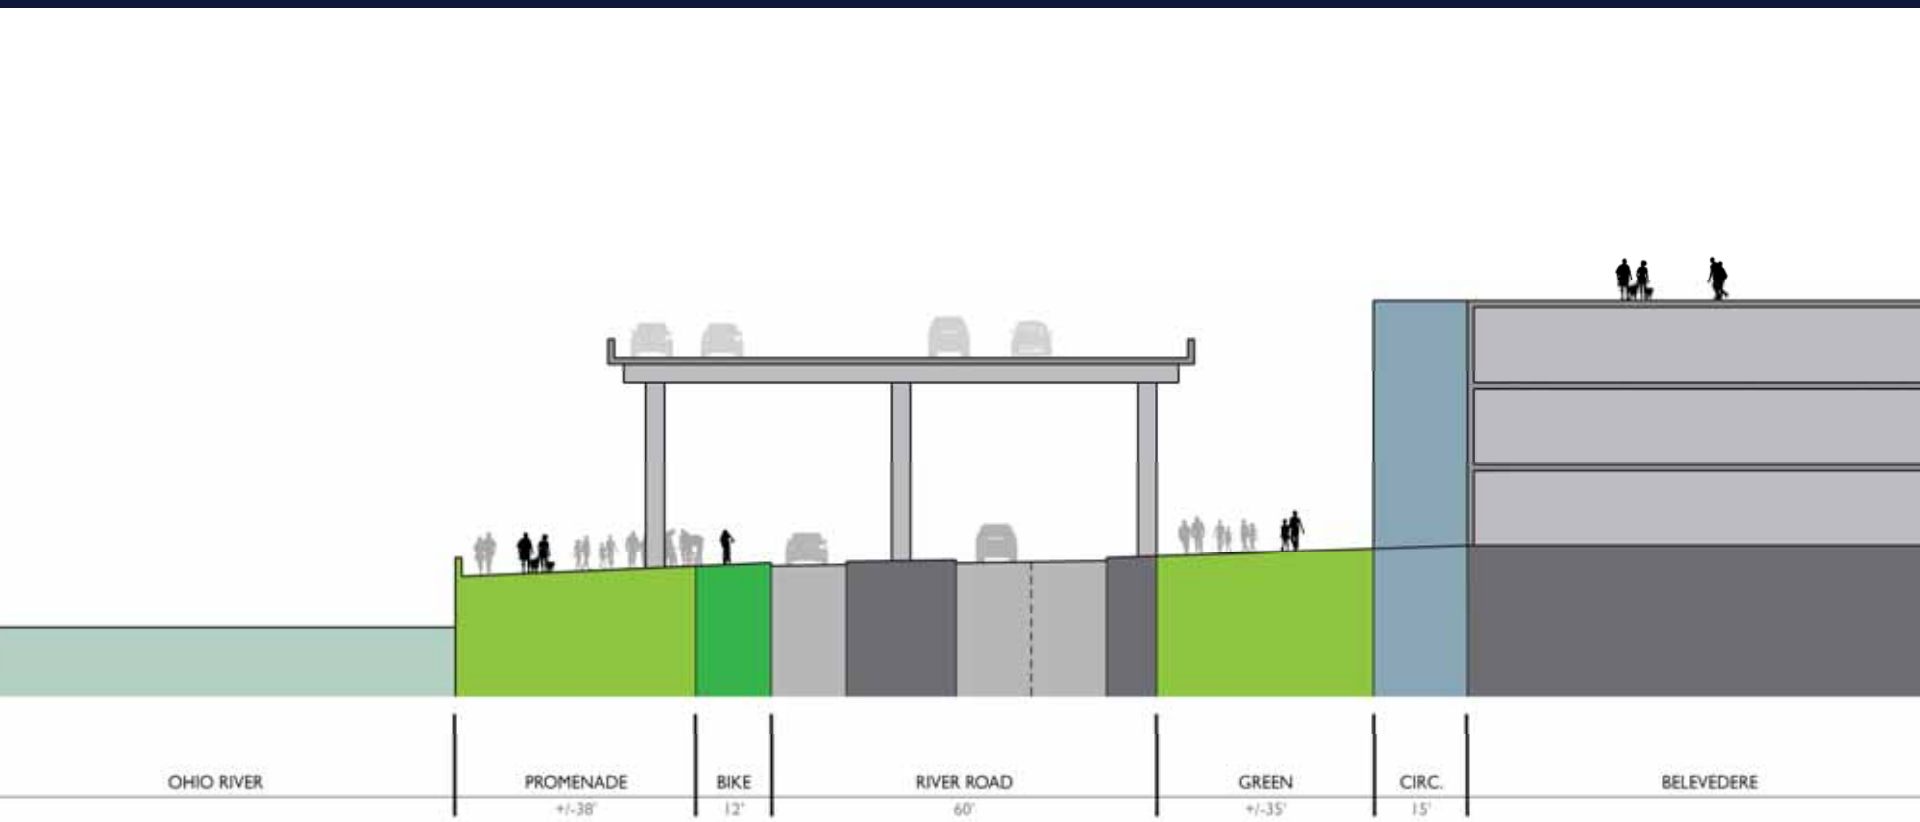 OHIO RIVER
PROMENADE
BIKE
RIVER ROAD
GREEN
CIRC.
BELEVEDERE
+/-38'
12'
60'
+/-35'
15'